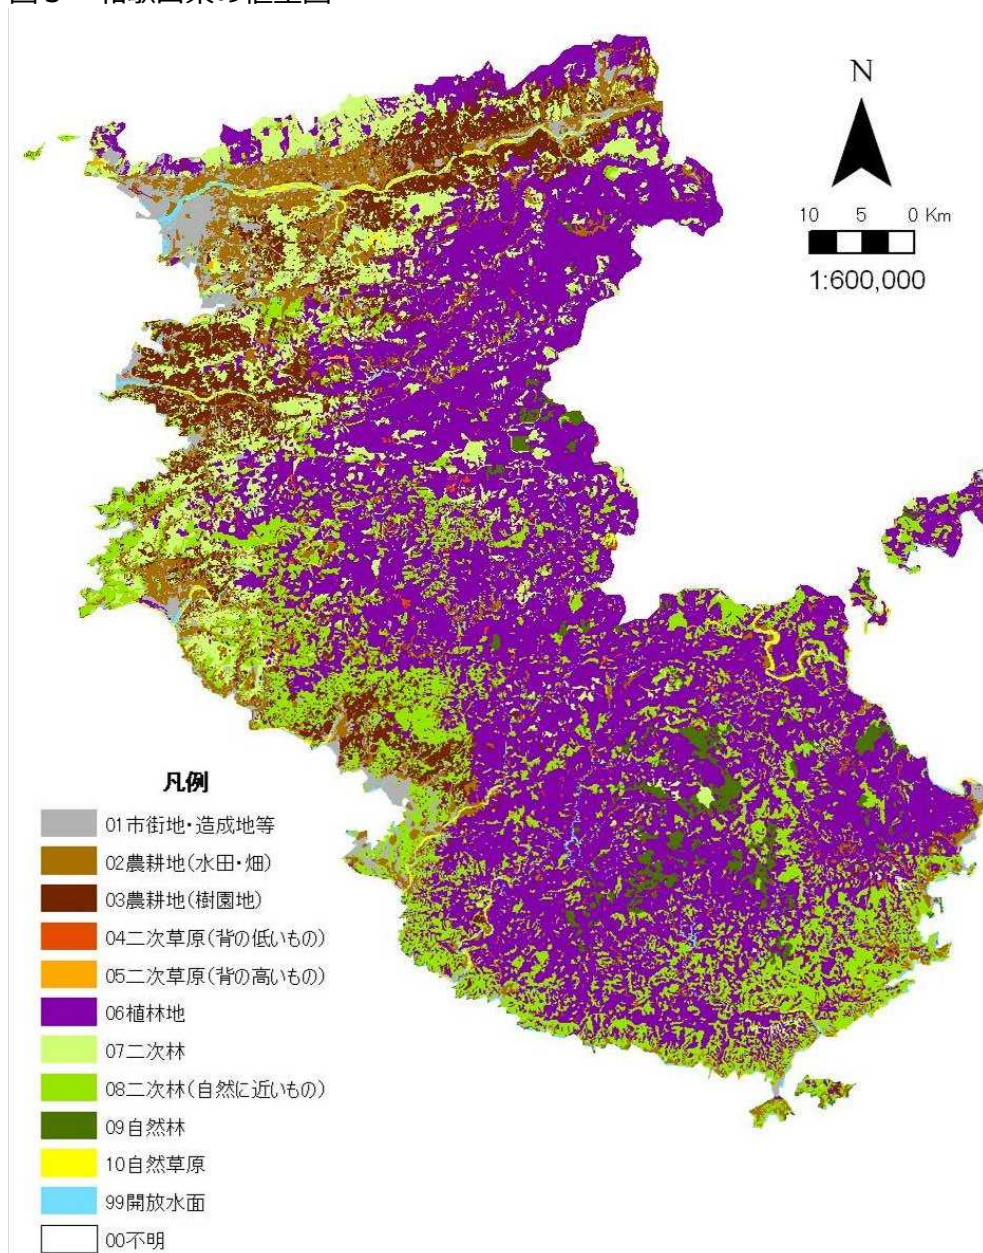 N
10 5 0 Km
1:600,000
凡例
01市街地・造成地等
02農耕地(水田・畑)
03農耕地(樹園地)
04二次草原(背の低いもの)
05二次草原(背の高いもの)
06植林地
07二次林
08二次林(自然に近いもの)
09自然林
10自然草原
99開放水面
00不明